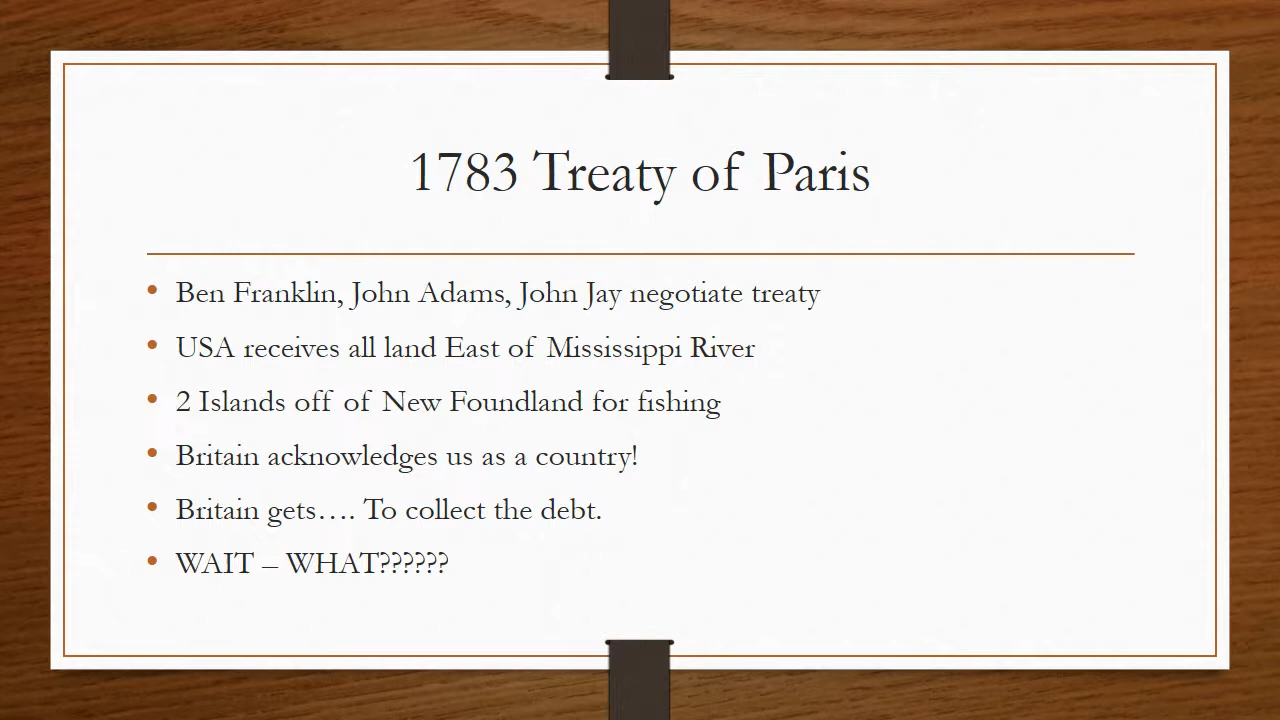 1783 Treaty of Paris
• Ben Franklin, John Adams, John Jay negotiate treaty
• USA receives all land East of Mississippi River
• 2 Islands off of New Foundland for fishing
• Britain acknowledges us as a country!
• Britain gets…. To collect the debt.
• WAIT – WHAT??????